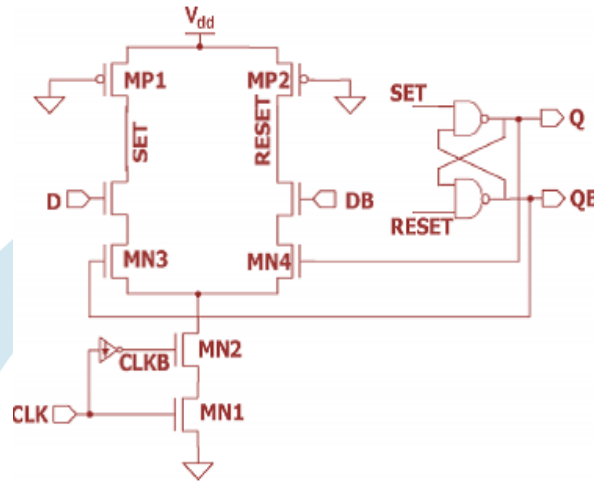 Vdd
MP1
MP2
SET
RESET
SET
Q
D
DB
QB
RESET
MN3
MN4
MN2
CLKB
CLK
MN1